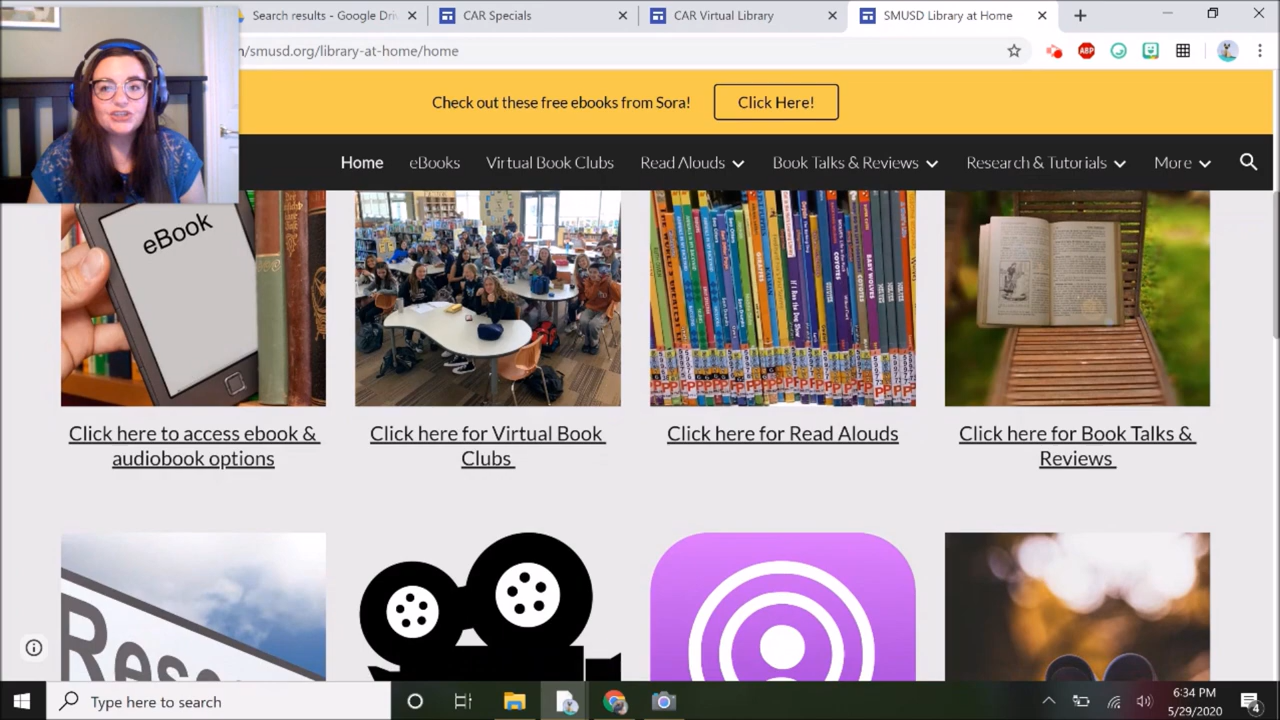 Search results - Google Dri
CAR Specials
CAR Virtual Library
SMUSD Library at Home
/smusd.org/library-at-home/home
ABP
Check out these free ebooks from Sora!
Click Here!
Home
eBooks
Virtual Book Clubs
Read Alouds
Book Talks & Reviews
Research & Tutorials
More
eBook
Click here to access ebook &
audiobook options
Click here for Virtual Book
Clubs
Click here for Read Alouds
Click here for Book Talks &
Reviews
Type here to search
6:34 PM
5/29/2020
4